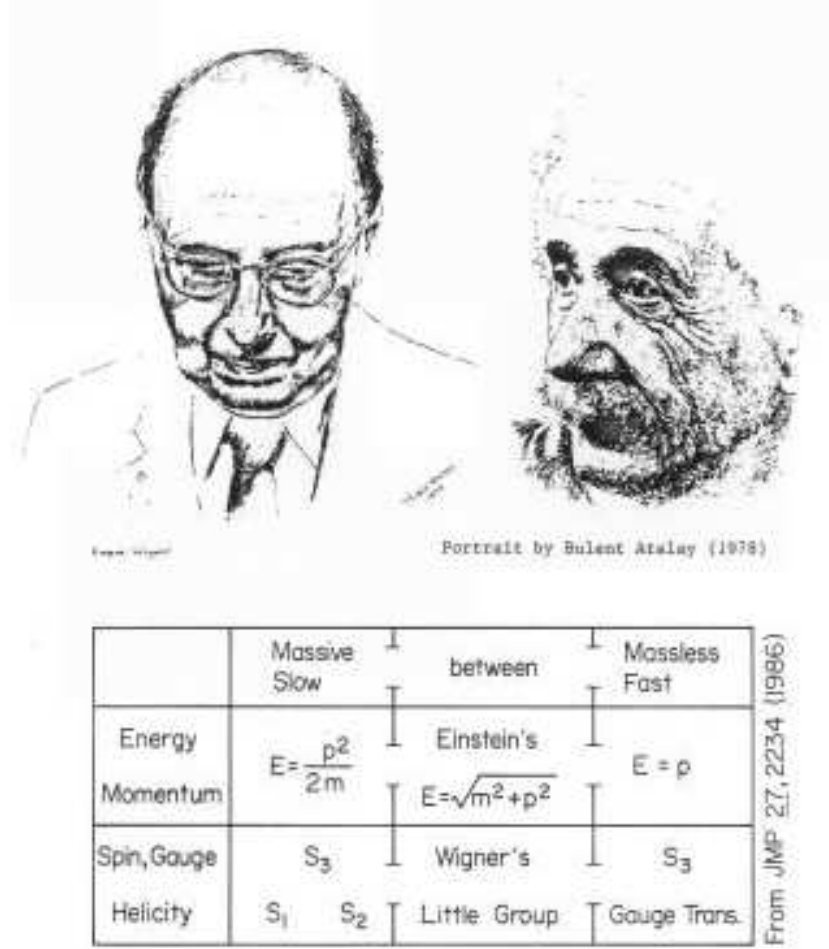 Portrait by Bulent Atalay (1978)
Massive
Slow
between
Massless
Fast
Energy
Momentum
E=p²/2m
Einstein's
E=√m²+p²
E = p
Spin, Gauge
Helicity
S₃
S₁ S₂
Wigner's
Little Group
S₃
Gauge Trans.
From JMP 27, 2234 (1986)